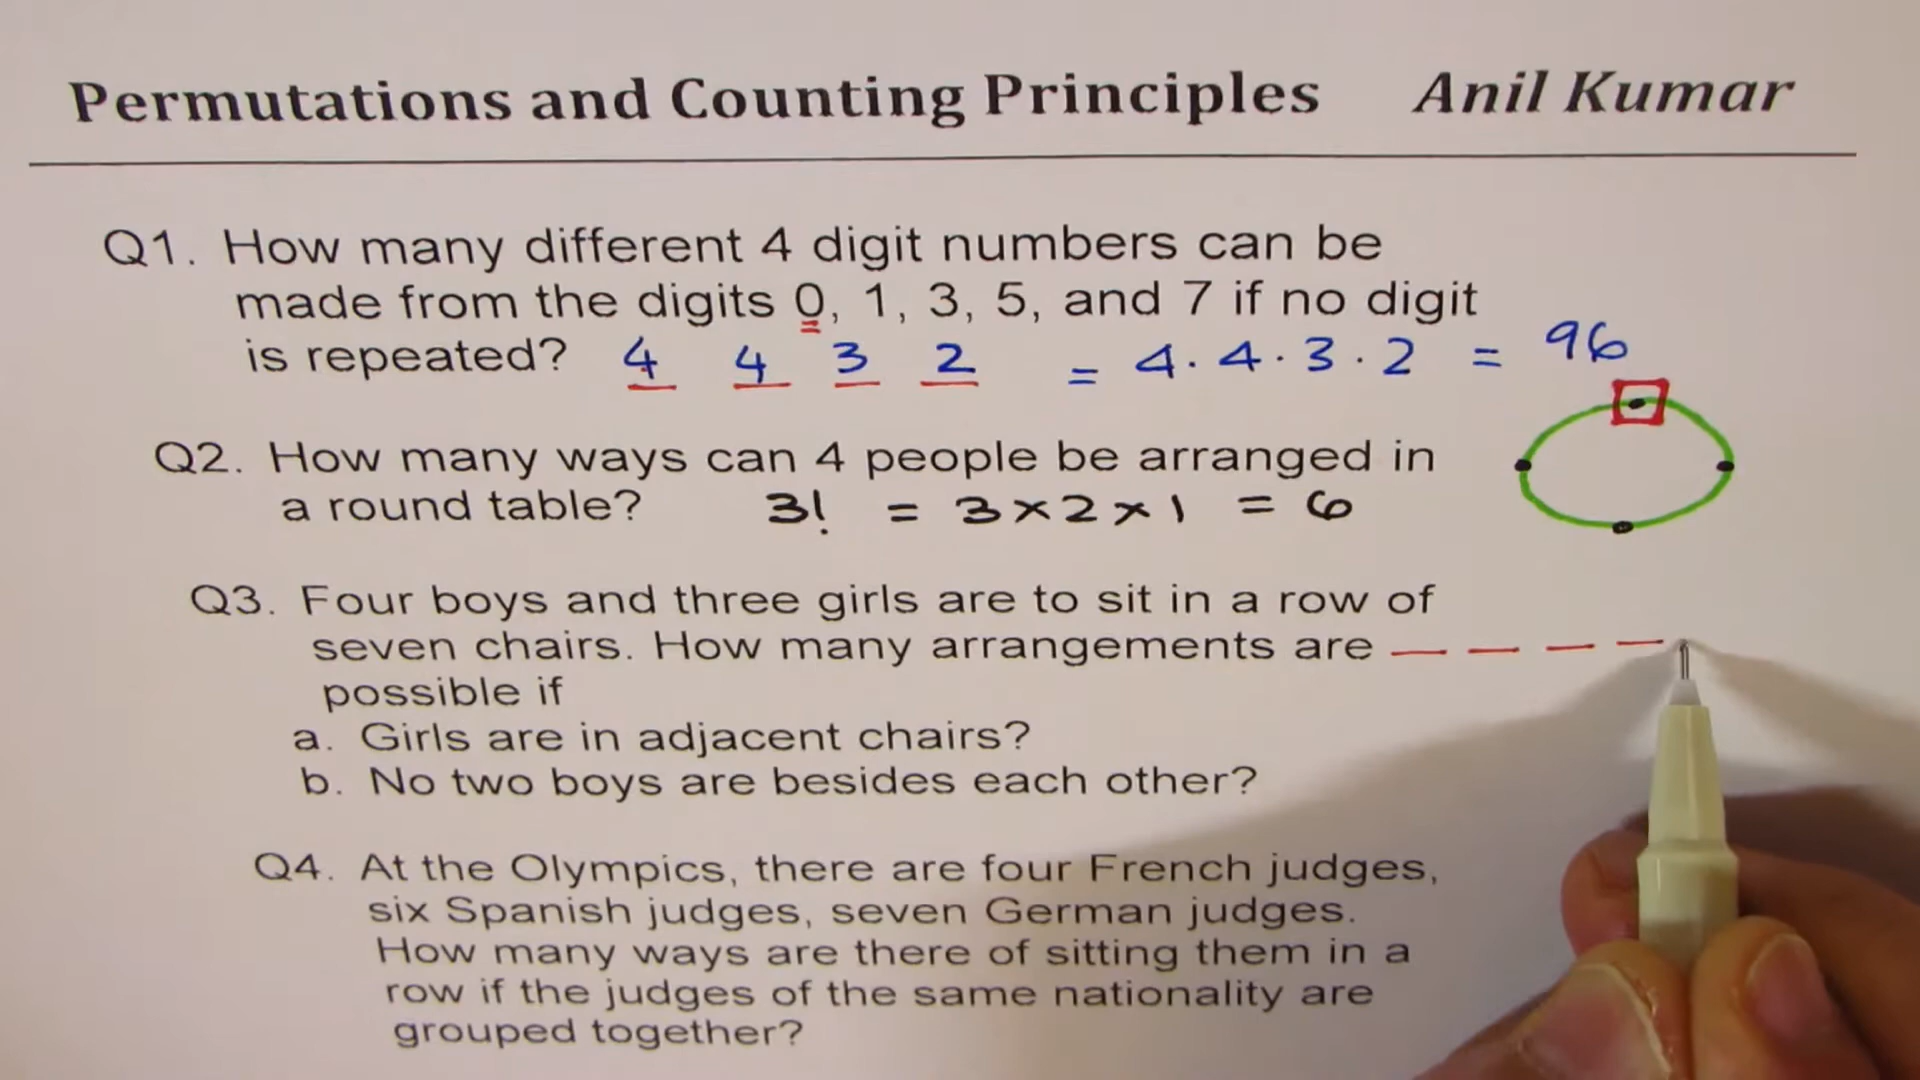 Permutations and Counting Principles Anil Kumar
Q1. How many different 4 digit numbers can be
made from the digits 0, 1, 3, 5, and 7 if no digit
is repeated? 4 4 3 2 = 4 · 4 · 3 · 2 = 96
Q2. How many ways can 4 people be arranged in
a round table? 3! = 3 × 2 × 1 = 6
Q3. Four boys and three girls are to sit in a row of
seven chairs. How many arrangements are
possible if
a. Girls are in adjacent chairs?
b. No two boys are besides each other?
Q4. At the Olympics, there are four French judges,
six Spanish judges, seven German judges.
How many ways are there of sitting them in a
row if the judges of the same nationality are
grouped together?